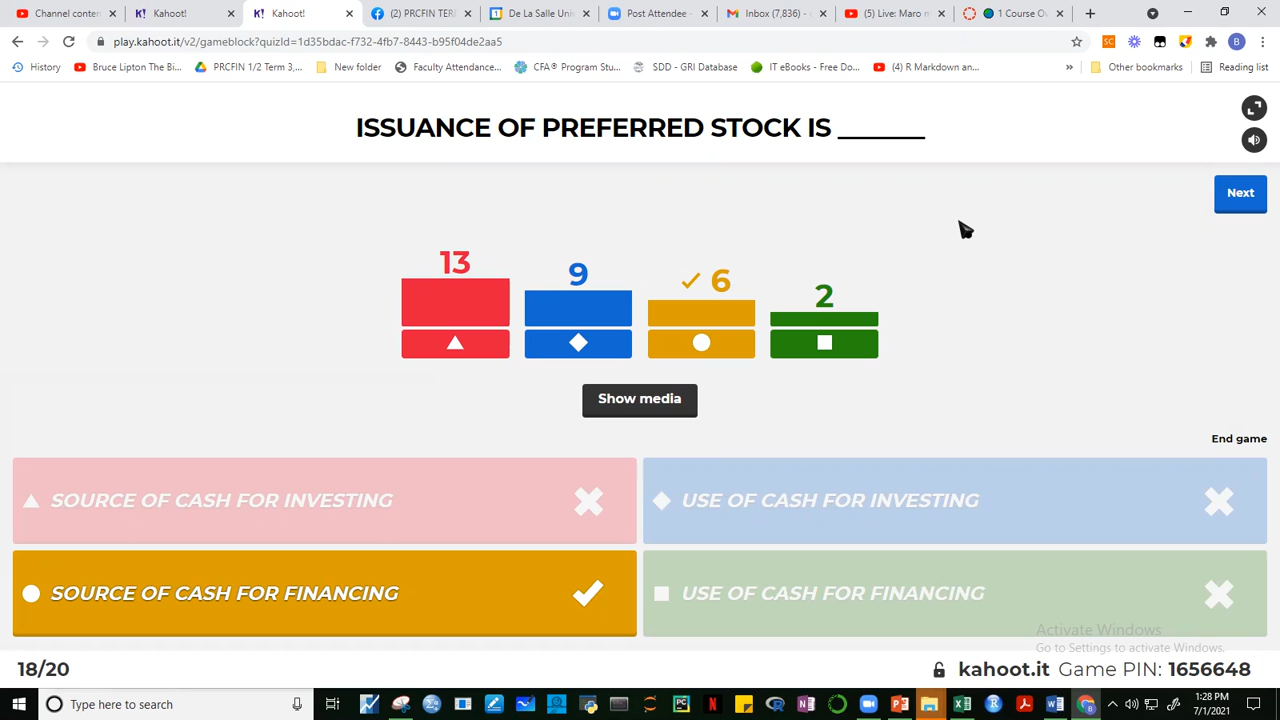 Channel conten
Kahoot!
Kahoot!
(2) PRCFIN TER
De La Salle Uni
Post Attendee -
Inbox (7,836) -
(5) Live: Maro m
1 Course Ov
play.kahoot.it/v2/gameblock?quizId=1d35bdac-f732-4fb7-8443-b95f04de2aa5
History
Bruce Lipton The Bi...
PRCFIN 1/2 Term 3,...
New folder
Faculty Attendance...
CFA® Program Stu...
SDD - GRI Database
IT eBooks - Free Do...
(4) R Markdown an...
Other bookmarks
Reading list
ISSUANCE OF PREFERRED STOCK IS _______
Next
13
9
6
2
Show media
End game
SOURCE OF CASH FOR INVESTING
USE OF CASH FOR INVESTING
SOURCE OF CASH FOR FINANCING
USE OF CASH FOR FINANCING
Activate Windows
Go to Settings to activate Windows.
18/20
kahoot.it Game PIN: 1656648
Type here to search
1:28 PM
7/1/2021